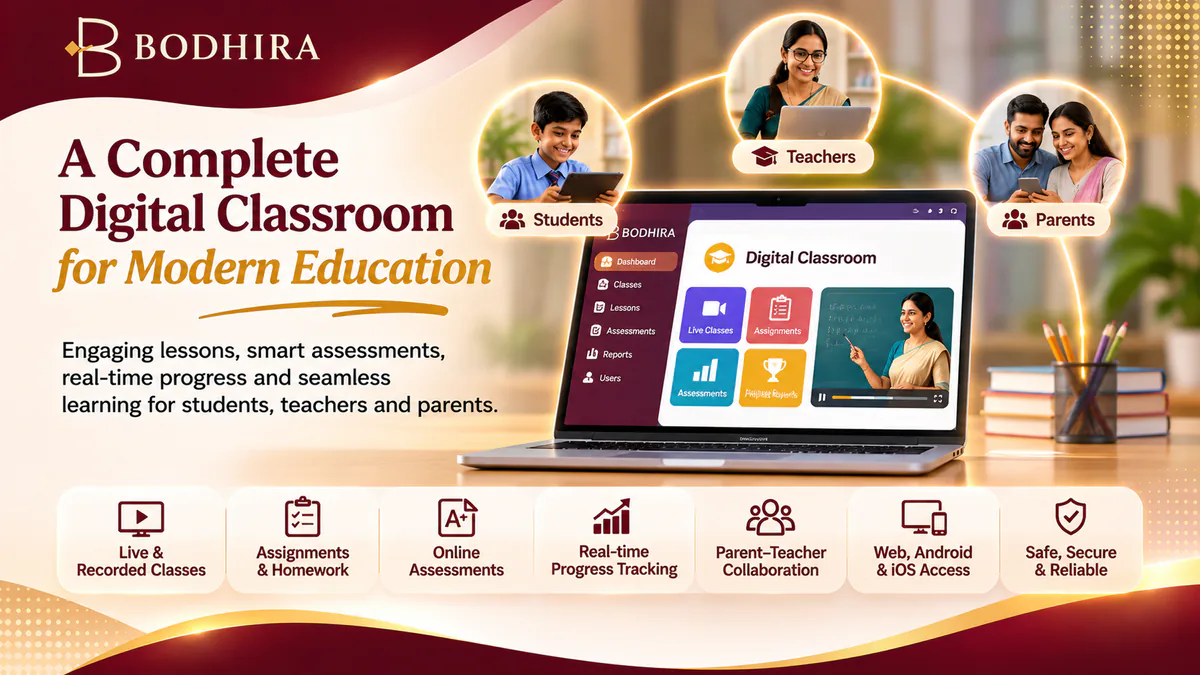 BODHIRA
A Complete
Digital Classroom
for Modern Education
Engaging lessons, smart assessments,
real-time progress and seamless
learning for students, teachers and parents.
Students
Teachers
Parents
BODHIRA
Dashboard
Classes
Lessons
Assessments
Reports
Users
Digital Classroom
Live Classes
Assignments
Assessments
Live &
Recorded Classes
Assignments
& Homework
A+
Online
Assessments
Real-time
Progress Tracking
Parent–Teacher
Collaboration
Web, Android
& iOS Access
Safe, Secure
& Reliable